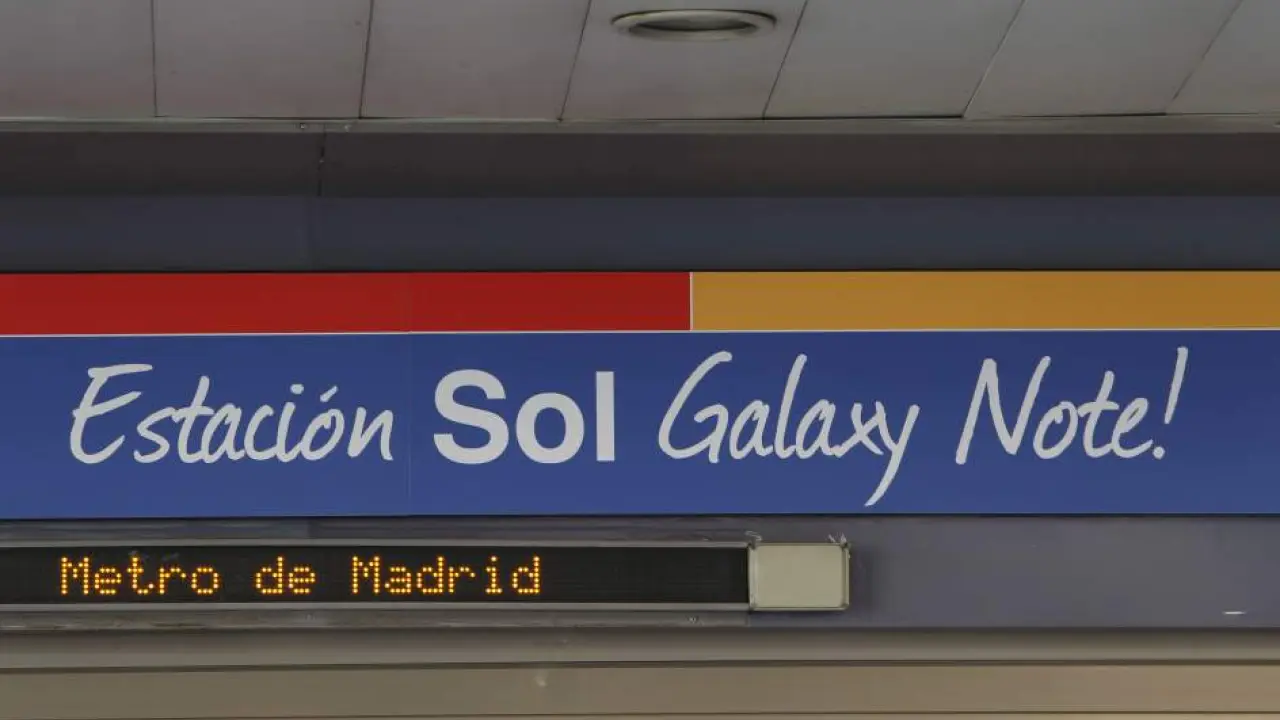 Estación Sol Galaxy Note!
Metro de Madrid